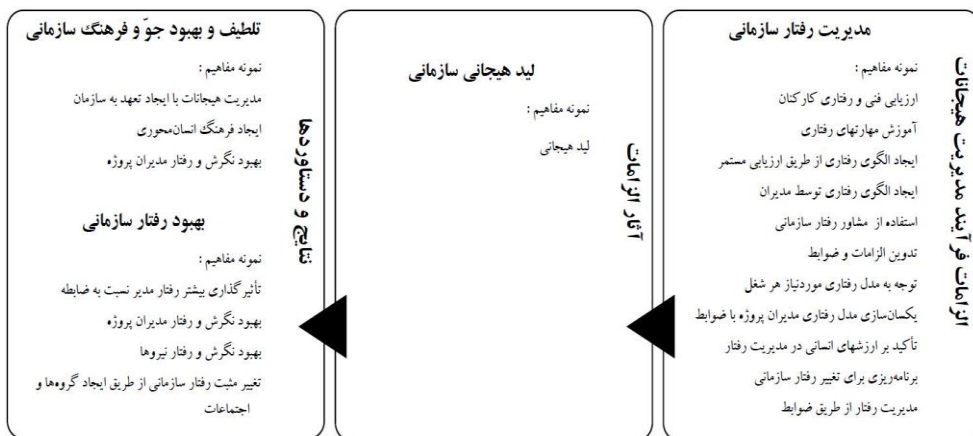 الزامات فرآیند مدیریت هیجانات
مدیریت رفتار سازمانی
نمونه مفاهیم :
ارزیابی فنی و رفتاری کارکنان
آموزش مهارتهای رفتاری
ایجاد الگوی رفتاری از طریق ارزیابی مستمر
ایجاد الگوی رفتاری توسط مدیران
استفاده از مشاور رفتار سازمانی
تدوین الزامات و ضوابط
توجه به مدل رفتاری موردنیاز هر شغل
یکسان‌سازی مدل رفتاری مدیران پروژه با ضوابط
تأکید بر ارزشهای انسانی در مدیریت رفتار
برنامه‌ریزی برای تغییر رفتار سازمانی
مدیریت رفتار از طریق ضوابط
آثار الزامات
لید هیجانی سازمانی
نمونه مفاهیم :
لید هیجانی
نتایج و دستاوردها
تلطیف و بهبود جوّ و فرهنگ سازمانی
نمونه مفاهیم :
مدیریت هیجانات با ایجاد تعهد به سازمان
ایجاد فرهنگ انسان‌محوری
بهبود نگرش و رفتار مدیران پروژه
بهبود رفتار سازمانی
نمونه مفاهیم :
تأثیرگذاری بیشتر رفتار مدیر نسبت به ضابطه
بهبود نگرش و رفتار مدیران پروژه
بهبود نگرش و رفتار نیروها
تغییر مثبت رفتار سازمانی از طریق ایجاد گروه‌ها و
اجتماعات